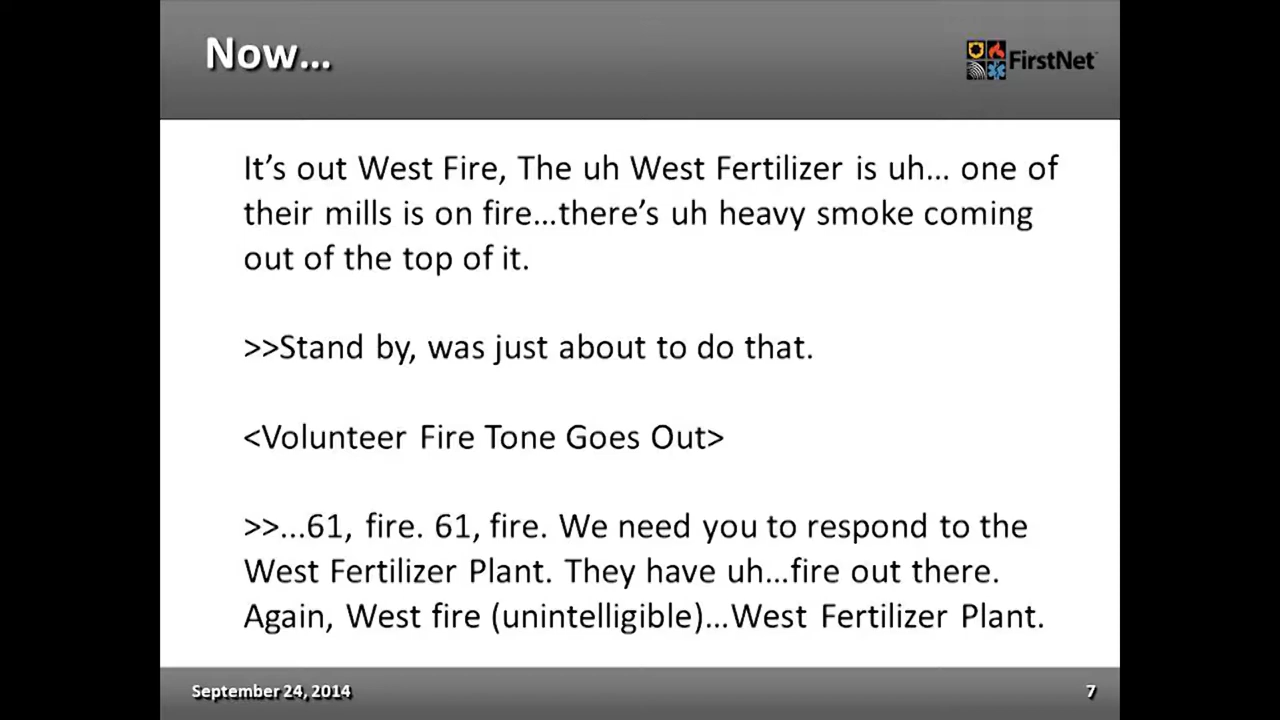 Now...
FirstNet
It's out West Fire, The uh West Fertilizer is uh... one of
their mills is on fire...there's uh heavy smoke coming
out of the top of it.
>>Stand by, was just about to do that.
<Volunteer Fire Tone Goes Out>
>>...61, fire. 61, fire. We need you to respond to the
West Fertilizer Plant. They have uh...fire out there.
Again, West fire (unintelligible)...West Fertilizer Plant.
September 24, 2014
7